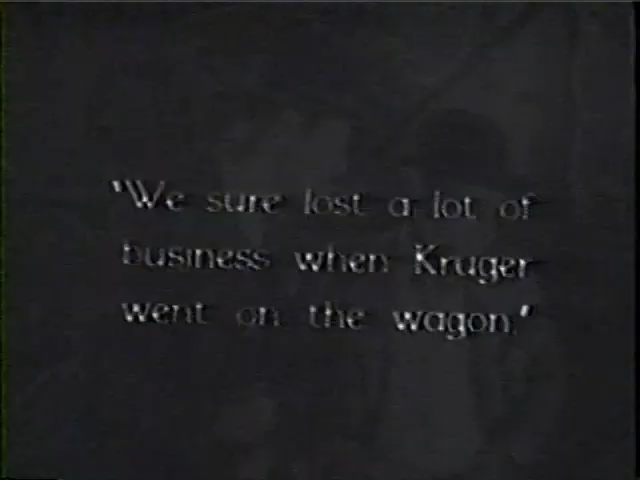 "We sure lost a lot of
business when Kruger
went on the wagon."